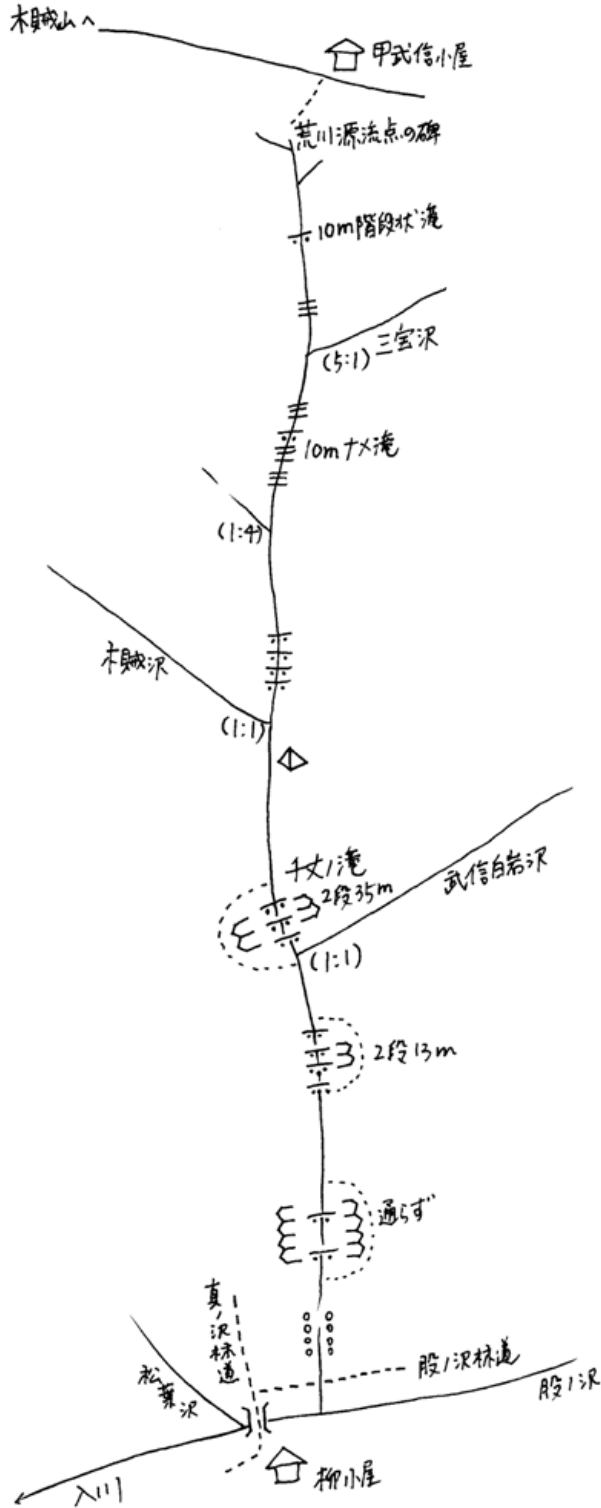 木賊山へ
甲武信小屋
荒川源流点の碑
10m階段状滝
三宝沢
(5:1)
10mナメ滝
(1:4)
木賊沢
(1:1)
千丈ノ滝
2段35m
武信白岩沢
(1:1)
2段13m
通らず
真ノ沢林道
股ノ沢林道
松葉沢
股ノ沢
柳小屋
入川